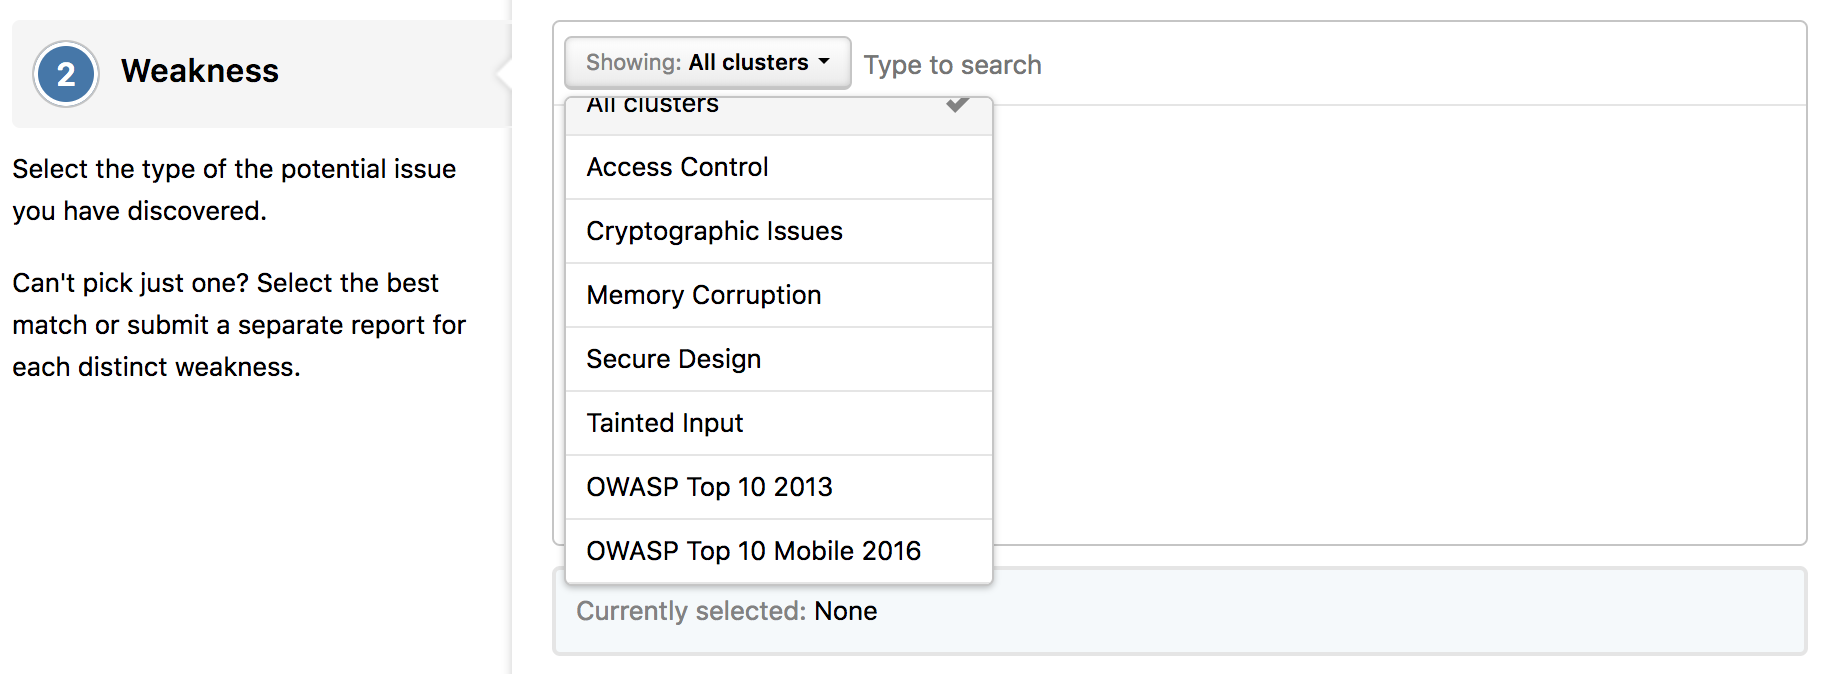 2
Weakness
Select the type of the potential issue
you have discovered.
Can't pick just one? Select the best
match or submit a separate report for
each distinct weakness.
Showing: All clusters
Type to search
All clusters
Access Control
Cryptographic Issues
Memory Corruption
Secure Design
Tainted Input
OWASP Top 10 2013
OWASP Top 10 Mobile 2016
Currently selected: None